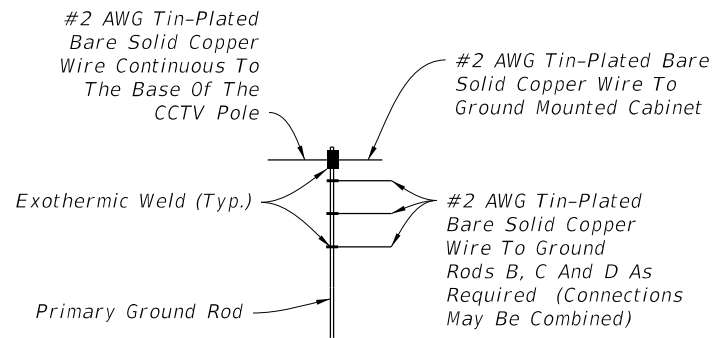 #2 AWG Tin-Plated
Bare Solid Copper
Wire Continuous To
The Base Of The
CCTV Pole
#2 AWG Tin-Plated Bare
Solid Copper Wire To
Ground Mounted Cabinet
Exothermic Weld (Typ.)
#2 AWG Tin-Plated
Bare Solid Copper
Wire To Ground
Rods B, C And D As
Required (Connections
May Be Combined)
Primary Ground Rod